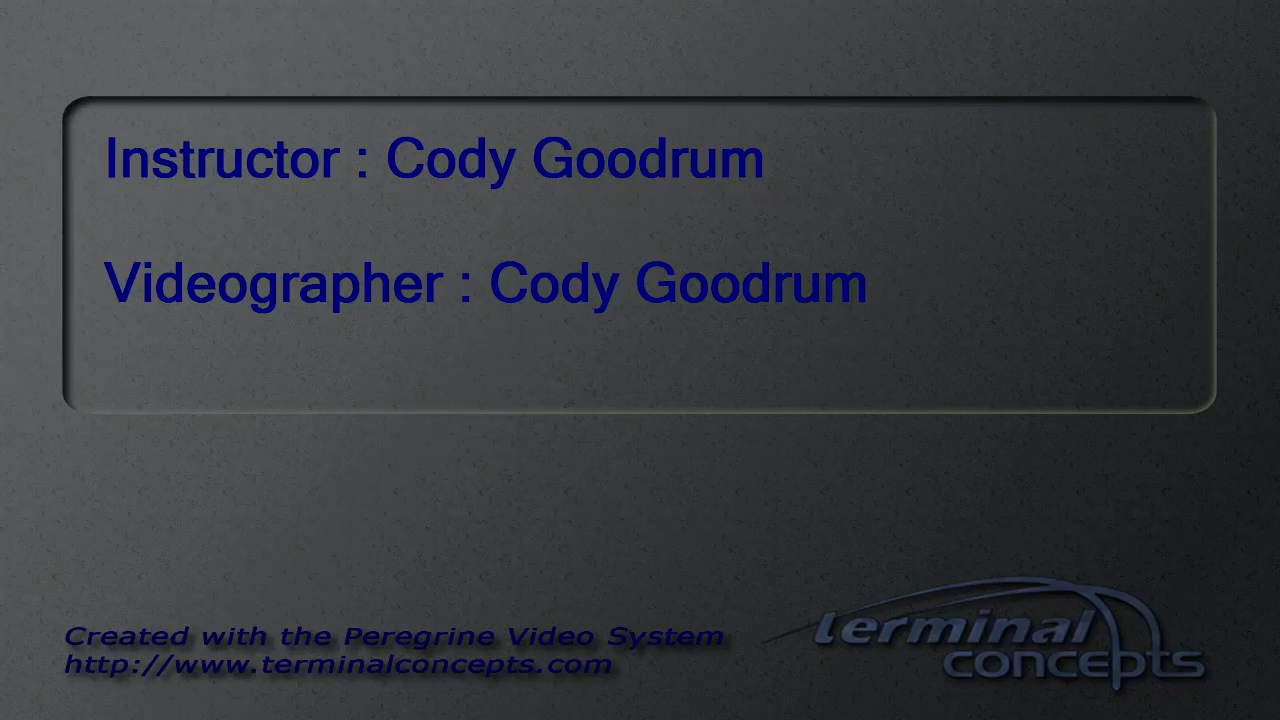 Instructor : Cody Goodrum
Videographer : Cody Goodrum
Created with the Peregrine Video System
http://www.terminalconcepts.com
terminal
concepts